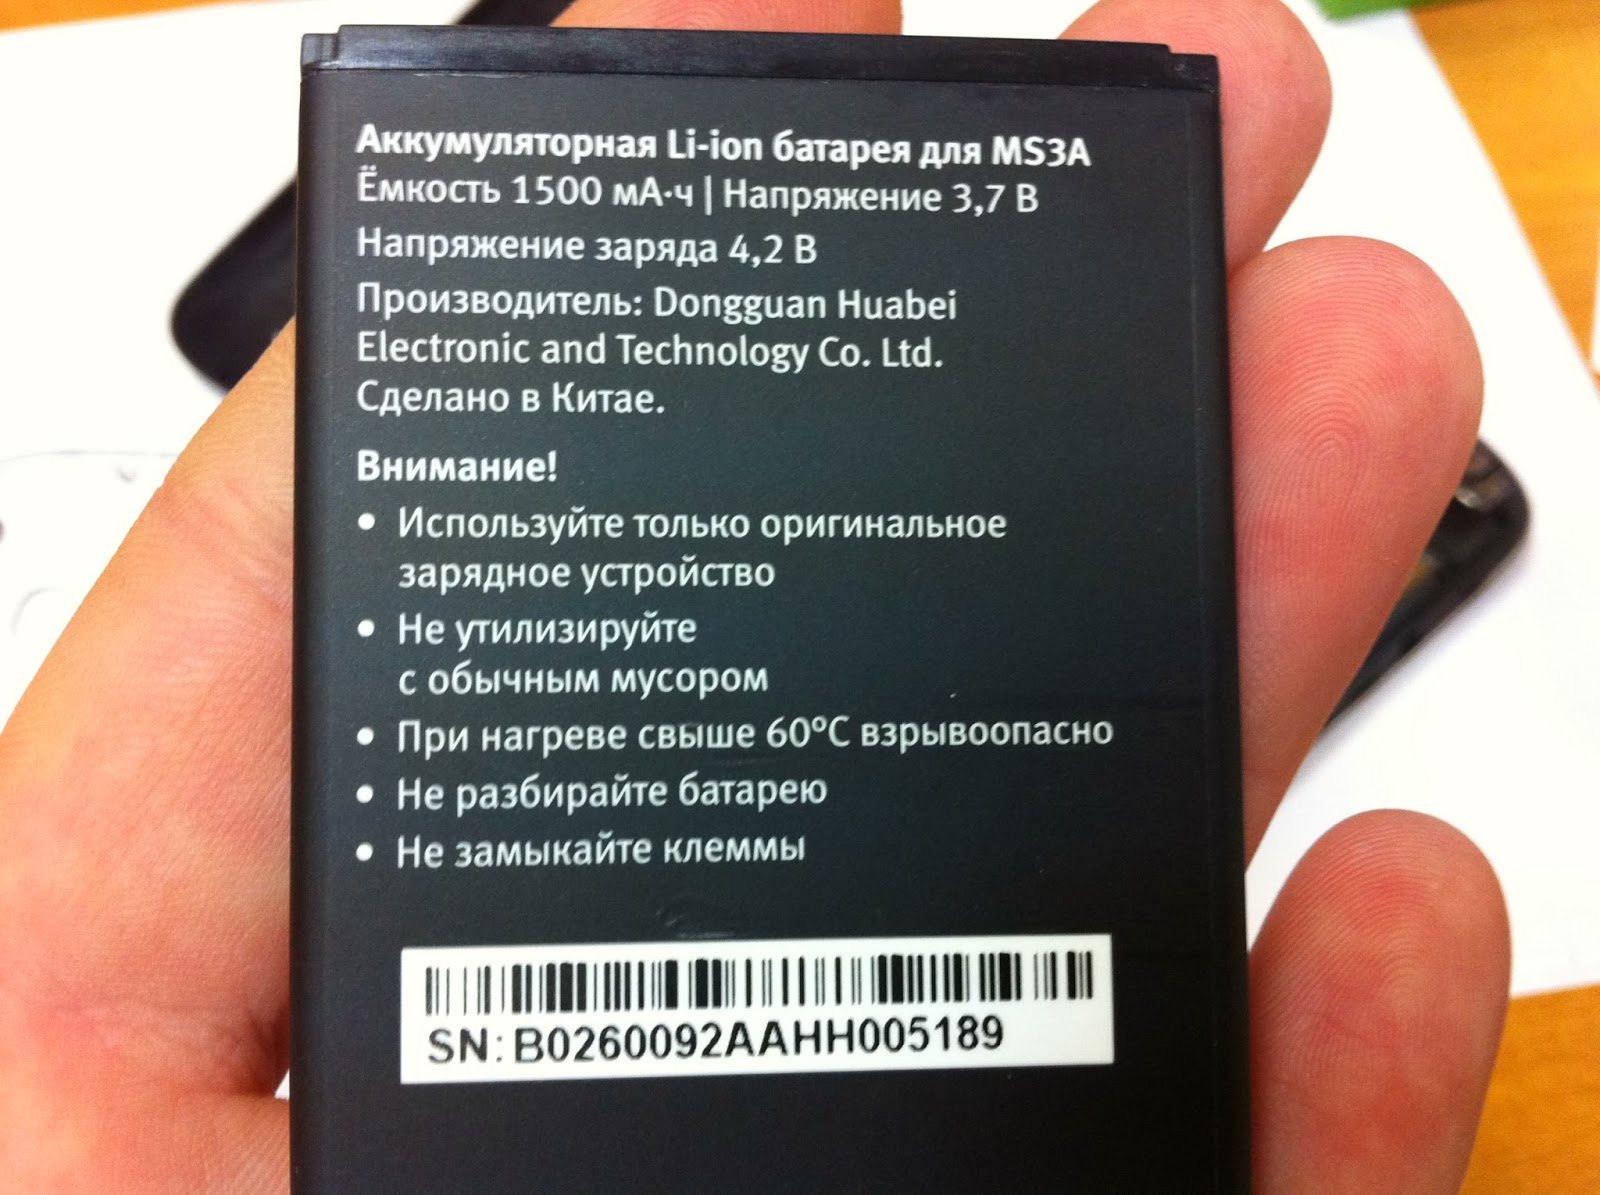 Аккумуляторная Li-ion батарея для MS3A
Ёмкость 1500 мА·ч | Напряжение 3,7 В
Напряжение заряда 4,2 В
Производитель: Dongguan Huabei
Electronic and Technology Co. Ltd.
Сделано в Китае.
Внимание!
• Используйте только оригинальное
зарядное устройство
• Не утилизируйте
с обычным мусором
• При нагреве свыше 60°C взрывоопасно
• Не разбирайте батарею
• Не замыкайте клеммы
SN: B0260092AAHH005189